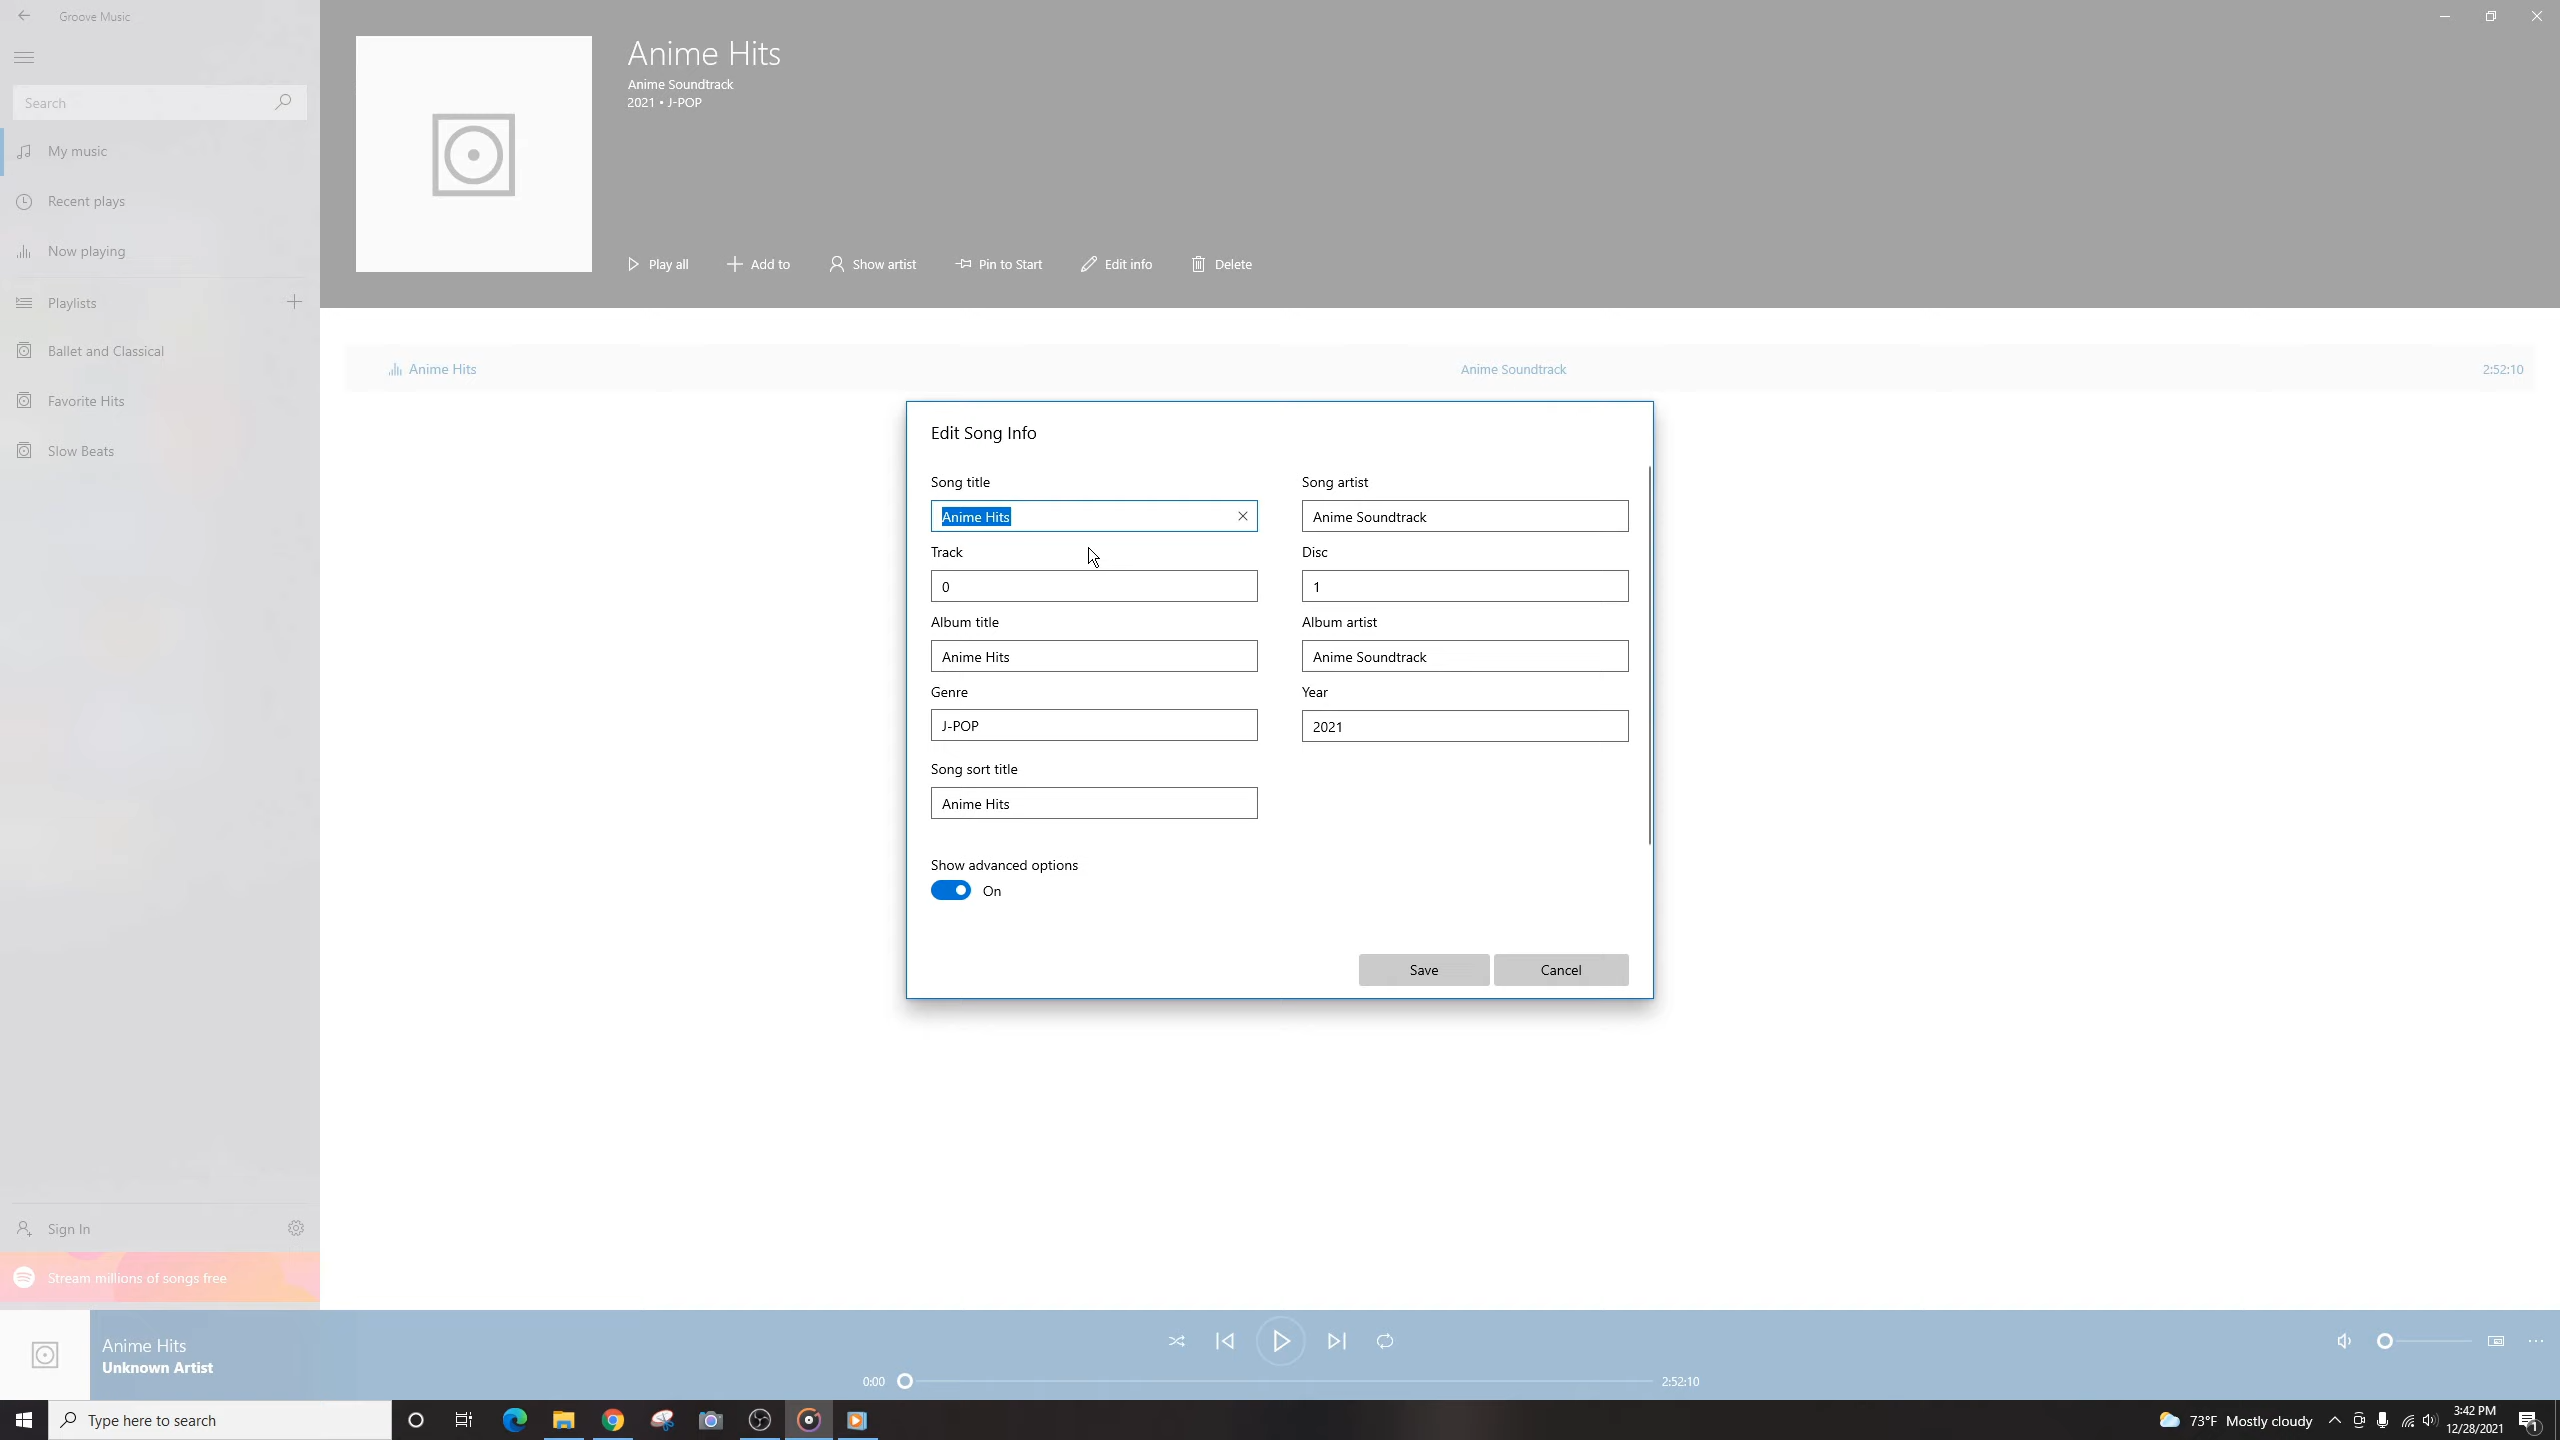 Groove Music
Search
My music
Recent plays
Now playing
Playlists
Ballet and Classical
Favorite Hits
Slow Beats
Sign In
Stream millions of songs free
Anime Hits
Anime Soundtrack
2021 • J-POP
Play all
Add to
Show artist
Pin to Start
Edit info
Delete
Anime Hits
Anime Soundtrack
2:52:10
Edit Song Info
Song title
Song artist
Anime Hits
Anime Soundtrack
Track
Disc
0
1
Album title
Album artist
Anime Hits
Anime Soundtrack
Genre
Year
J-POP
2021
Song sort title
Anime Hits
Show advanced options
On
Save
Cancel
Anime Hits
Unknown Artist
0:00
2:52:10
Type here to search
73°F Mostly cloudy
3:42 PM
12/28/2021
1